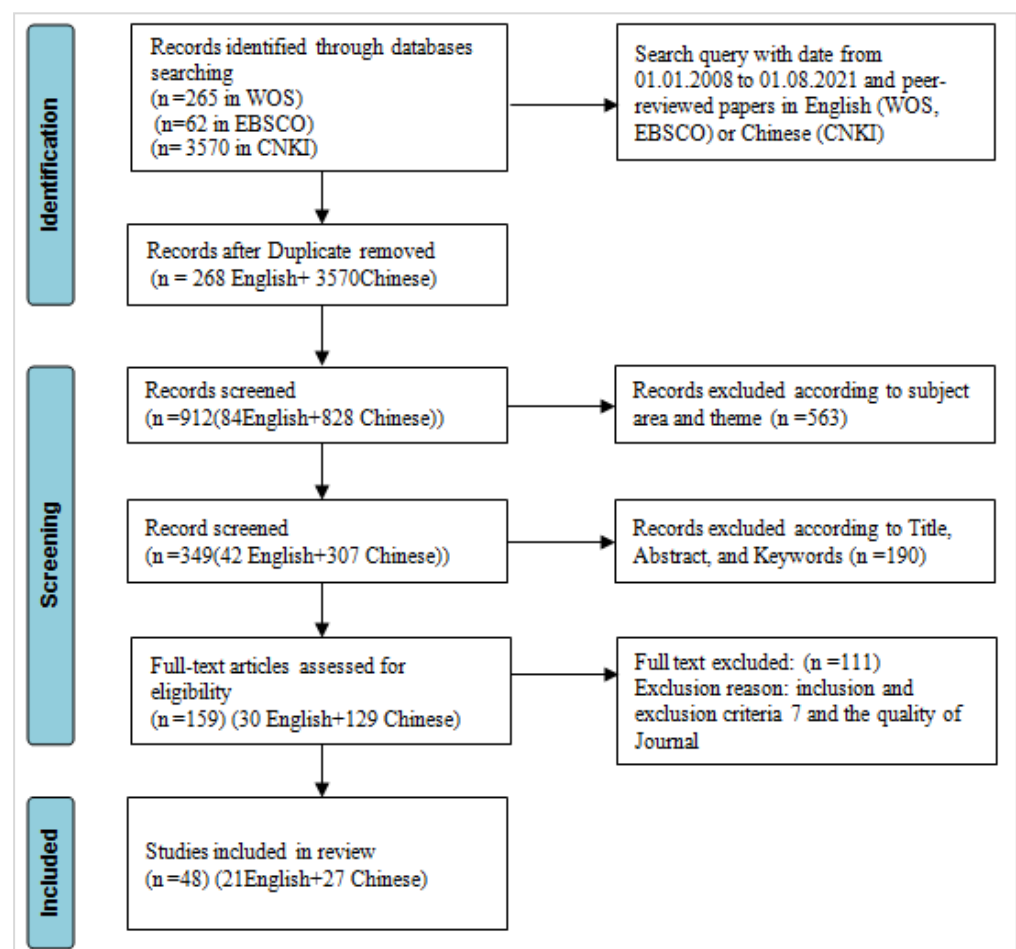 Identification
Records identified through databases
searching
(n =265 in WOS)
(n=62 in EBSCO)
(n= 3570 in CNKI)
Search query with date from
01.01.2008 to 01.08.2021 and peer-
reviewed papers in English (WOS,
EBSCO) or Chinese (CNKI)
Records after Duplicate removed
(n = 268 English+ 3570Chinese)
Screening
Records screened
(n =912(84English+828 Chinese))
Records excluded according to subject
area and theme (n =563)
Record screened
(n =349(42 English+307 Chinese))
Records excluded according to Title,
Abstract, and Keywords (n =190)
Full-text articles assessed for
eligibility
(n =159) (30 English+129 Chinese)
Full text excluded: (n =111)
Exclusion reason: inclusion and
exclusion criteria 7 and the quality of
Journal
Included
Studies included in review
(n=48) (21English+27 Chinese)